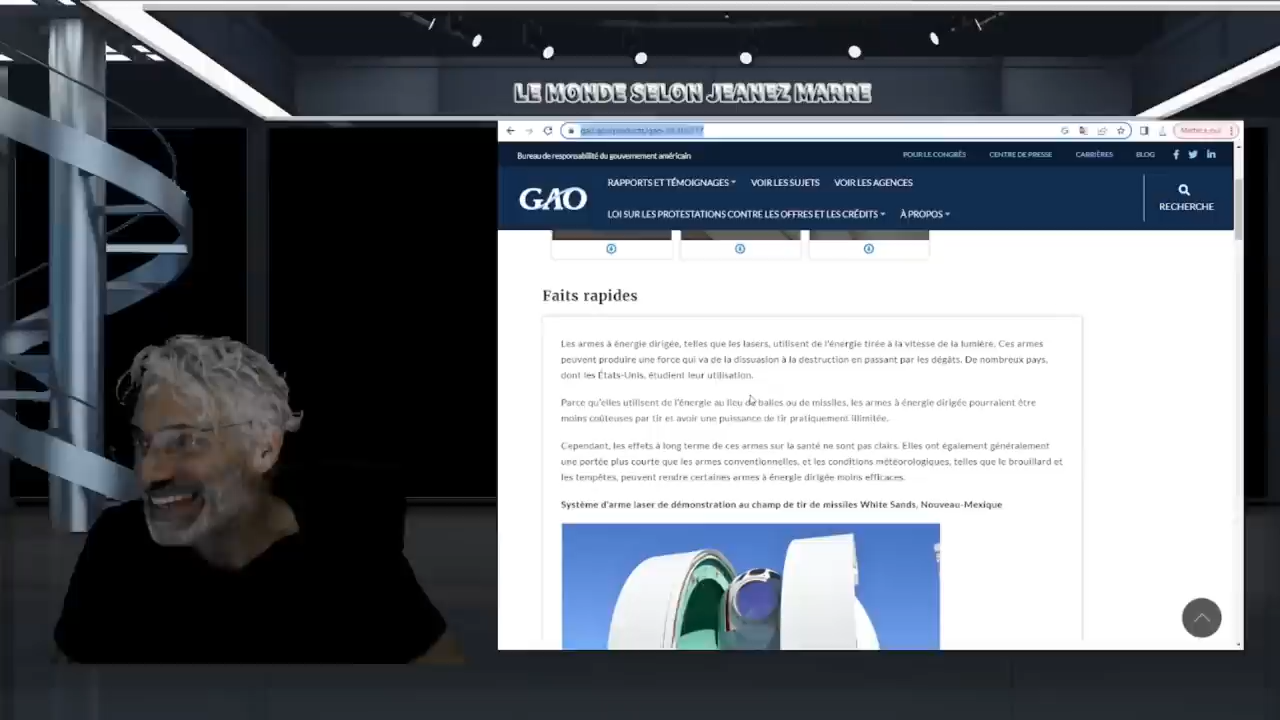 LE MONDE SELON JEANEZ MARRE
Bureau de responsabilité du gouvernement américain
POUR LE CONGRÈS CENTRE DE PRESSE CARRIÈRES BLOG
GAO
RAPPORTS ET TÉMOIGNAGES VOIR LES SUJETS VOIR LES AGENCES
LOI SUR LES PROTESTATIONS CONTRE LES OFFRES ET LES CRÉDITS À PROPOS
RECHERCHE
Faits rapides
Les armes à énergie dirigée, telles que les lasers, utilisent de l'énergie tirée à la vitesse de la lumière. Ces armes
peuvent produire une force qui va de la dissuasion à la destruction en passant par les dégâts. De nombreux pays,
dont les États-Unis, étudient leur utilisation.
Parce qu'elles utilisent de l'énergie au lieu de balles ou de missiles, les armes à énergie dirigée pourraient être
moins coûteuses par tir et avoir une puissance de tir pratiquement illimitée.
Cependant, les effets à long terme de ces armes sur la santé ne sont pas clairs. Elles ont également généralement
une portée plus courte que les armes conventionnelles, et les conditions météorologiques, telles que le brouillard et
les tempêtes, peuvent rendre certaines armes à énergie dirigée moins efficaces.
Système d'arme laser de démonstration au champ de tir de missiles White Sands, Nouveau-Mexique